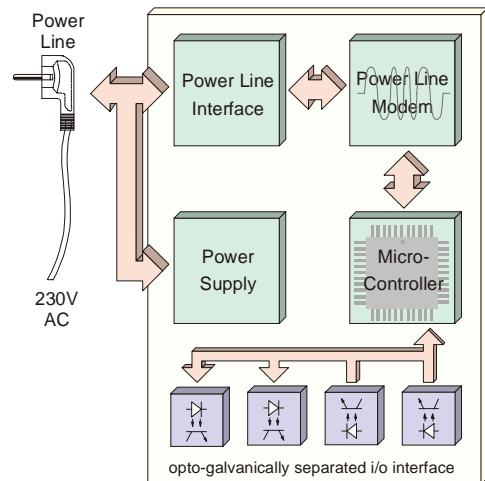 Power
Line
230V
AC
Power Line
Interface
Power Line
Modem
Power
Supply
Micro-
Controller
opto-galvanically separated i/o interface